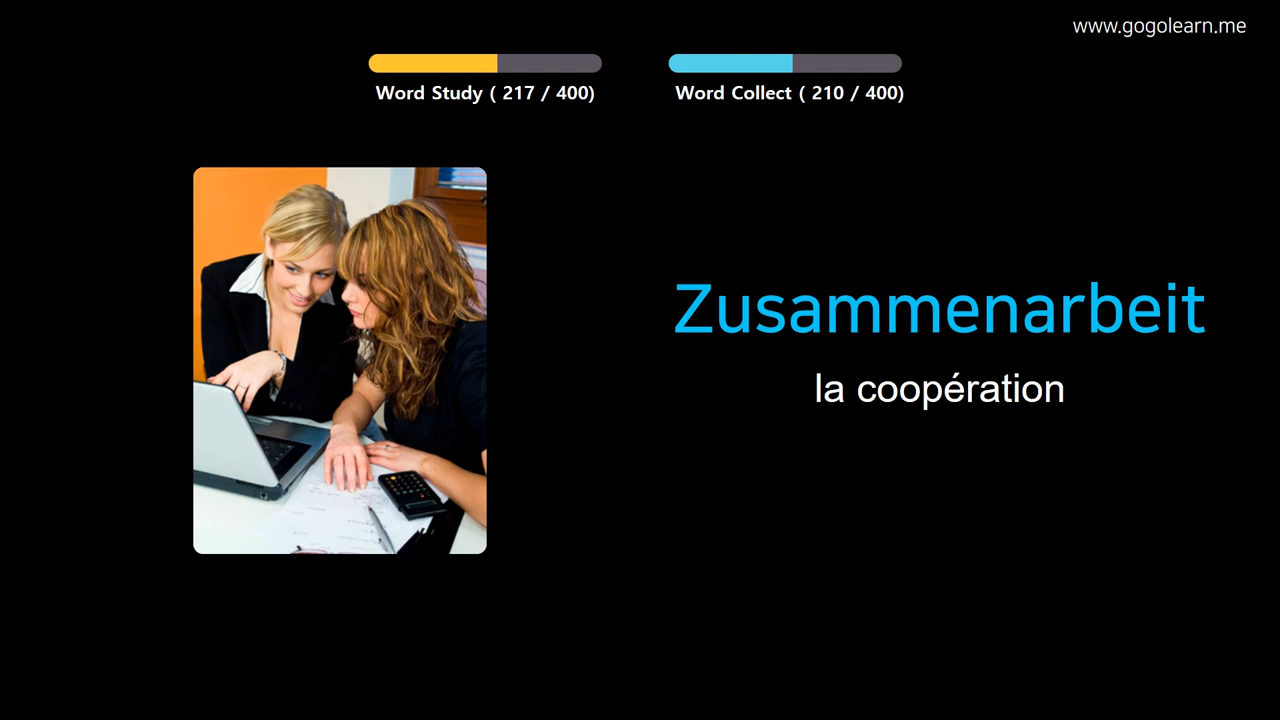 www.gogolearn.me
Word Study ( 217 / 400)
Word Collect ( 210 / 400)
Zusammenarbeit
la coopération